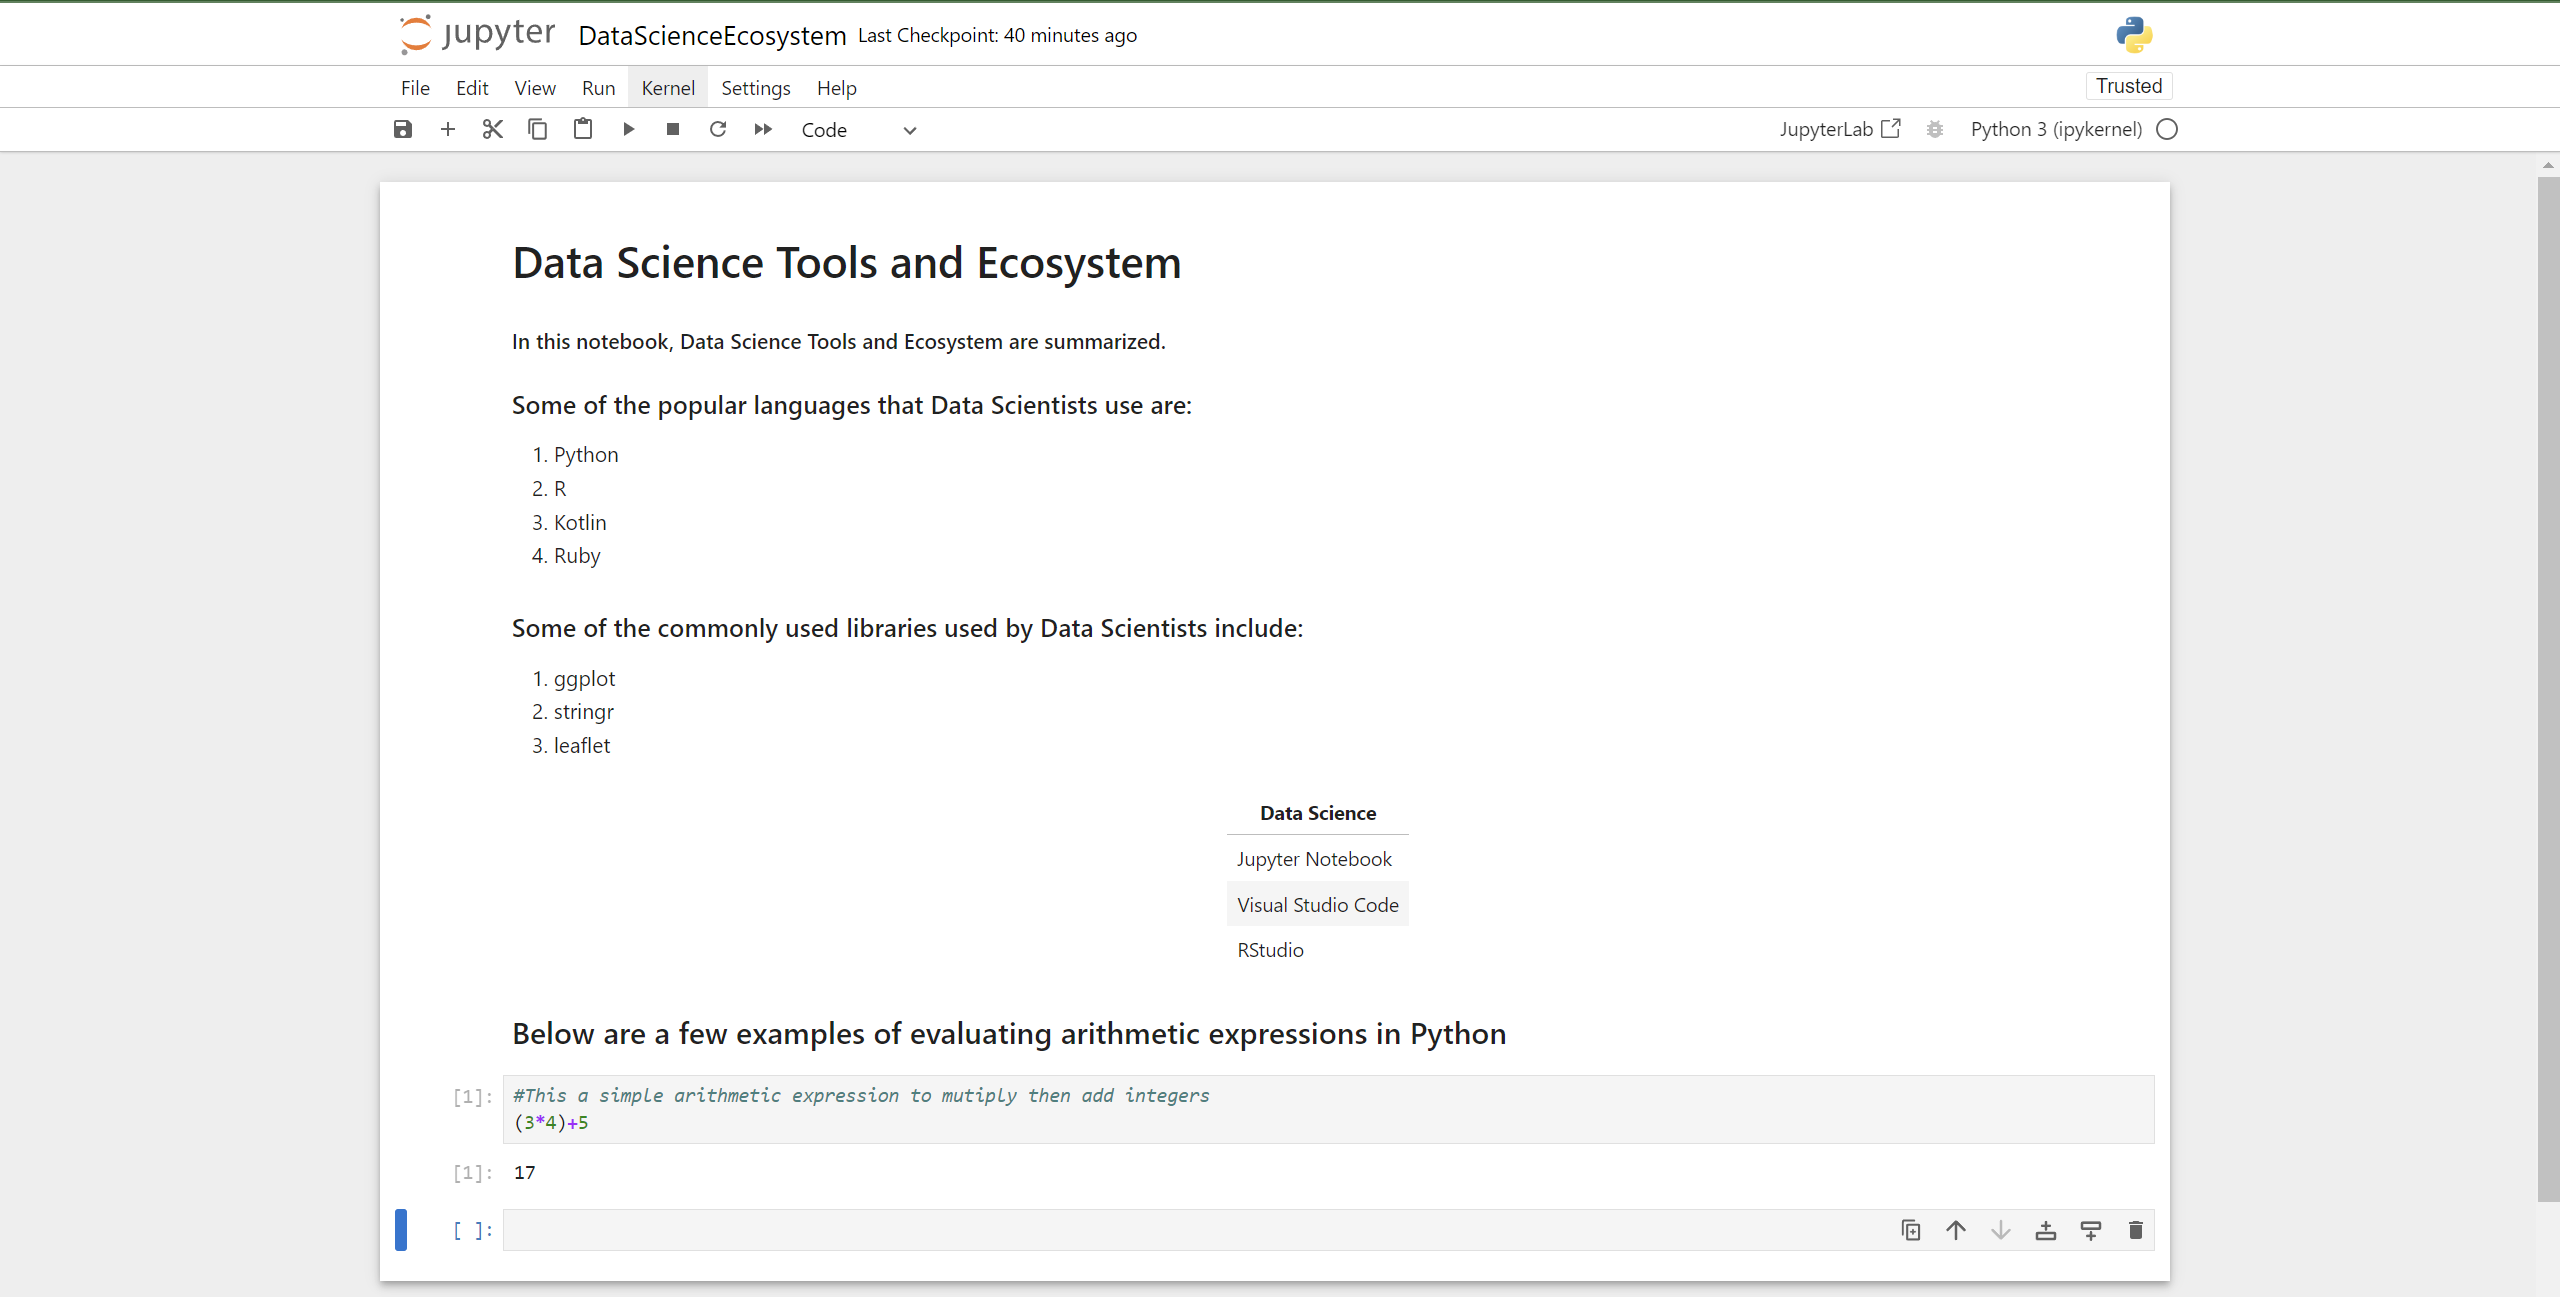 jupyter DataScienceEcosystem Last Checkpoint: 40 minutes ago
File Edit View Run Kernel Settings Help Trusted
Code JupyterLab Python 3 (ipykernel)
Data Science Tools and Ecosystem
In this notebook, Data Science Tools and Ecosystem are summarized.
Some of the popular languages that Data Scientists use are:
1. Python
2. R
3. Kotlin
4. Ruby
Some of the commonly used libraries used by Data Scientists include:
1. ggplot
2. stringr
3. leaflet
Data Science
Jupyter Notebook
Visual Studio Code
RStudio
Below are a few examples of evaluating arithmetic expressions in Python
[1]: #This a simple arithmetic expression to mutiply then add integers
(3*4)+5
[1]: 17
[ ]: